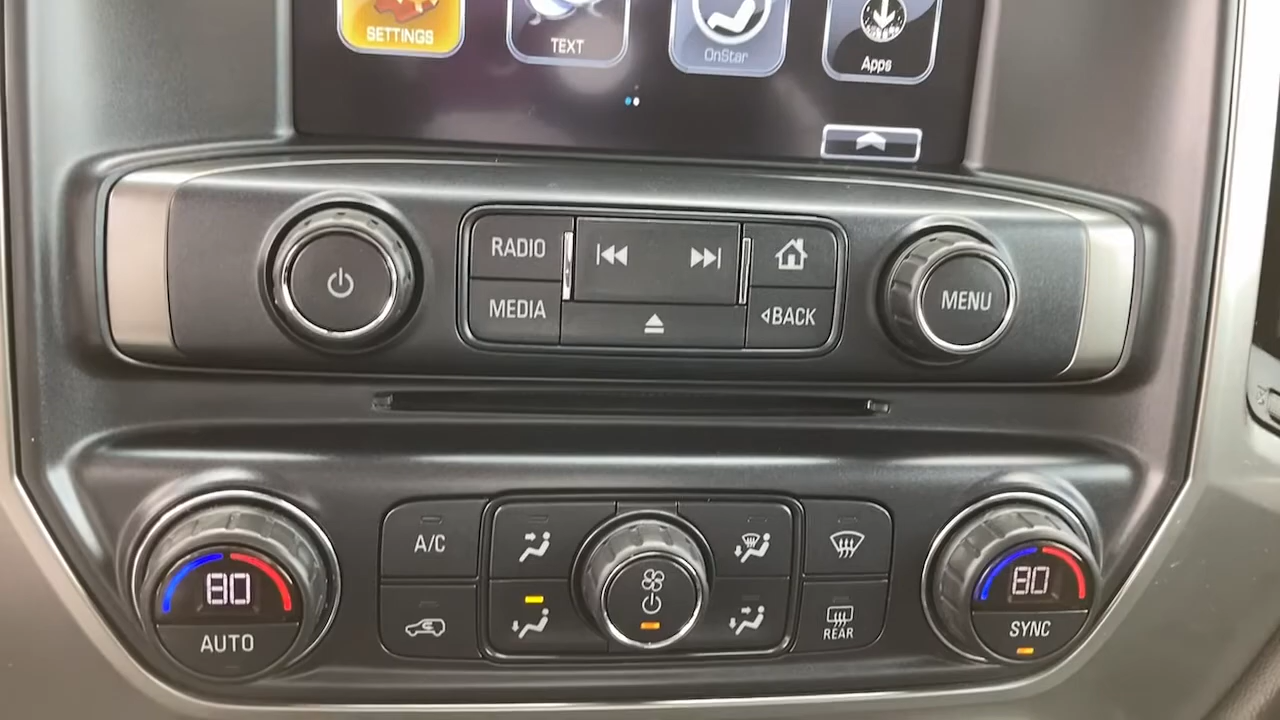 SETTINGS
TEXT
OnStar
Apps
RADIO
MEDIA
BACK
MENU
80
AUTO
A/C
REAR
80
SYNC